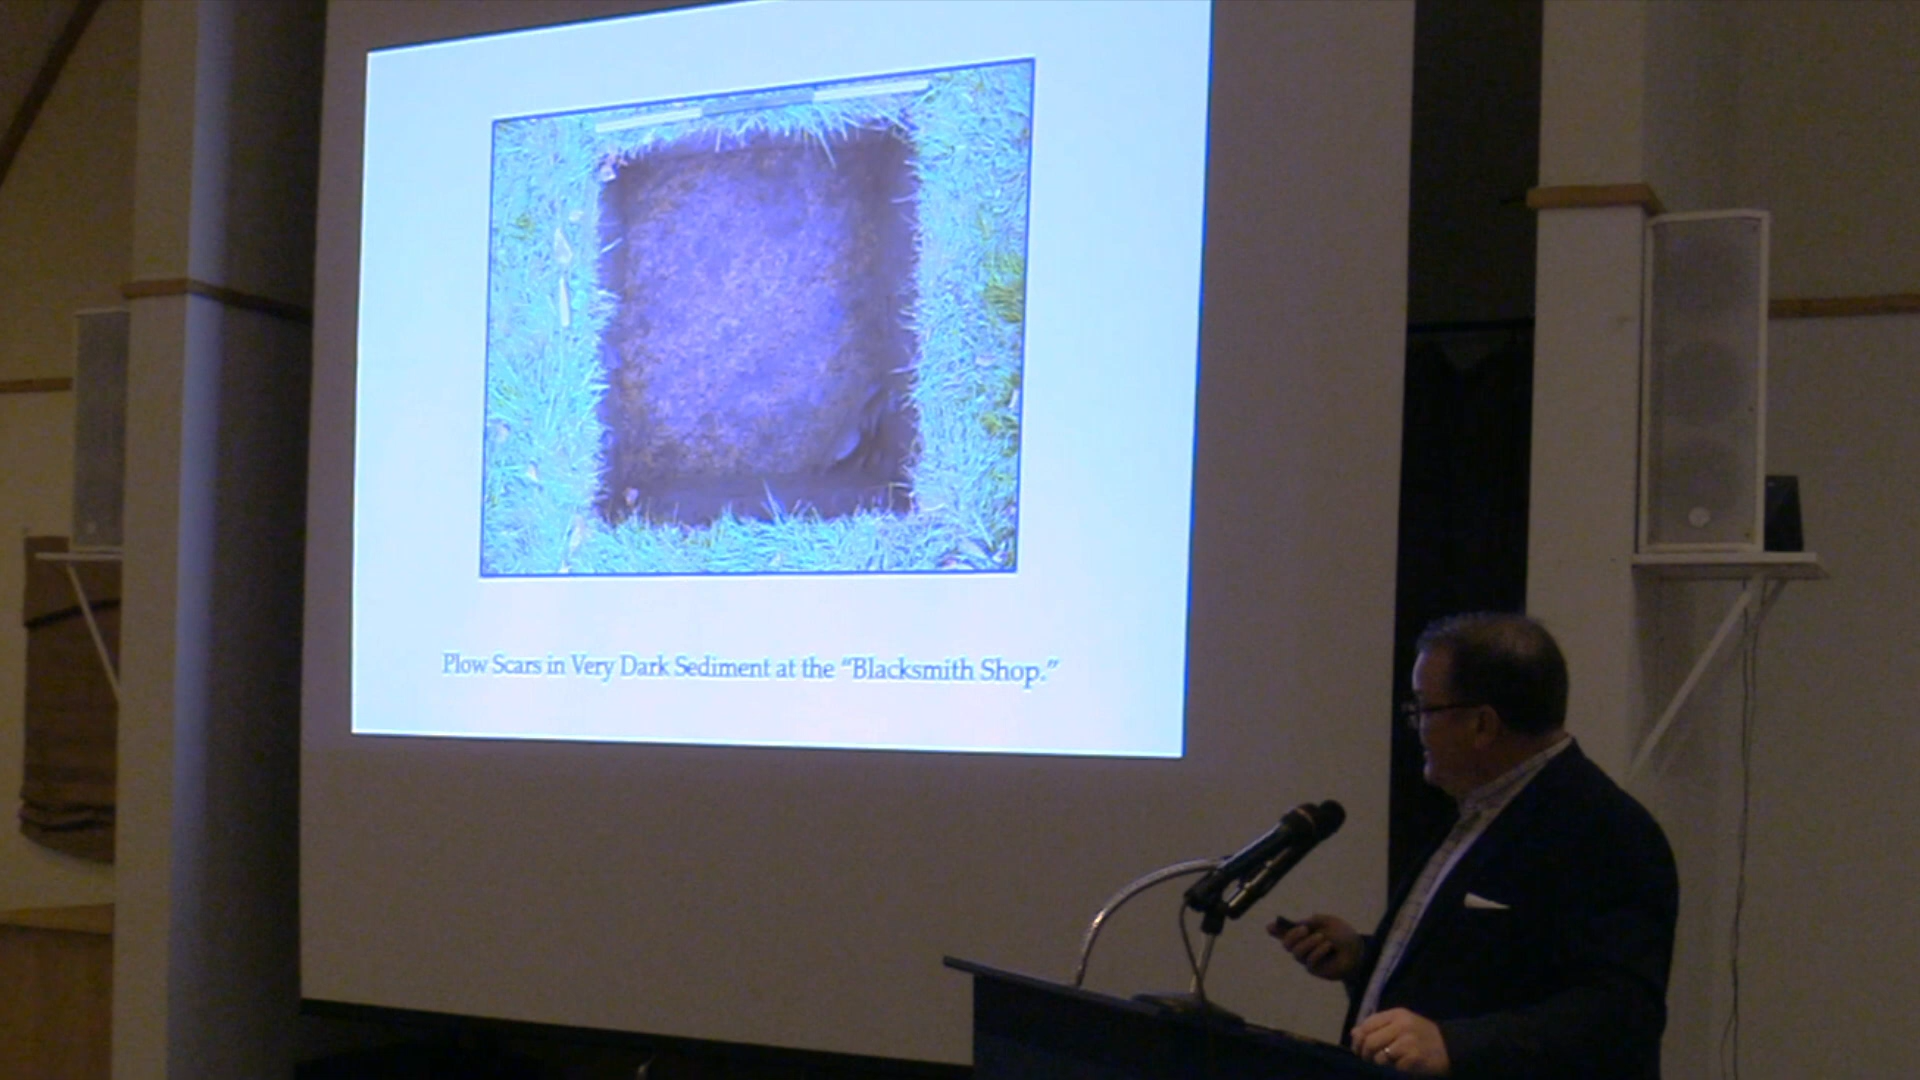 Plow Scars in Very Dark Sediment at the “Blacksmith Shop.”